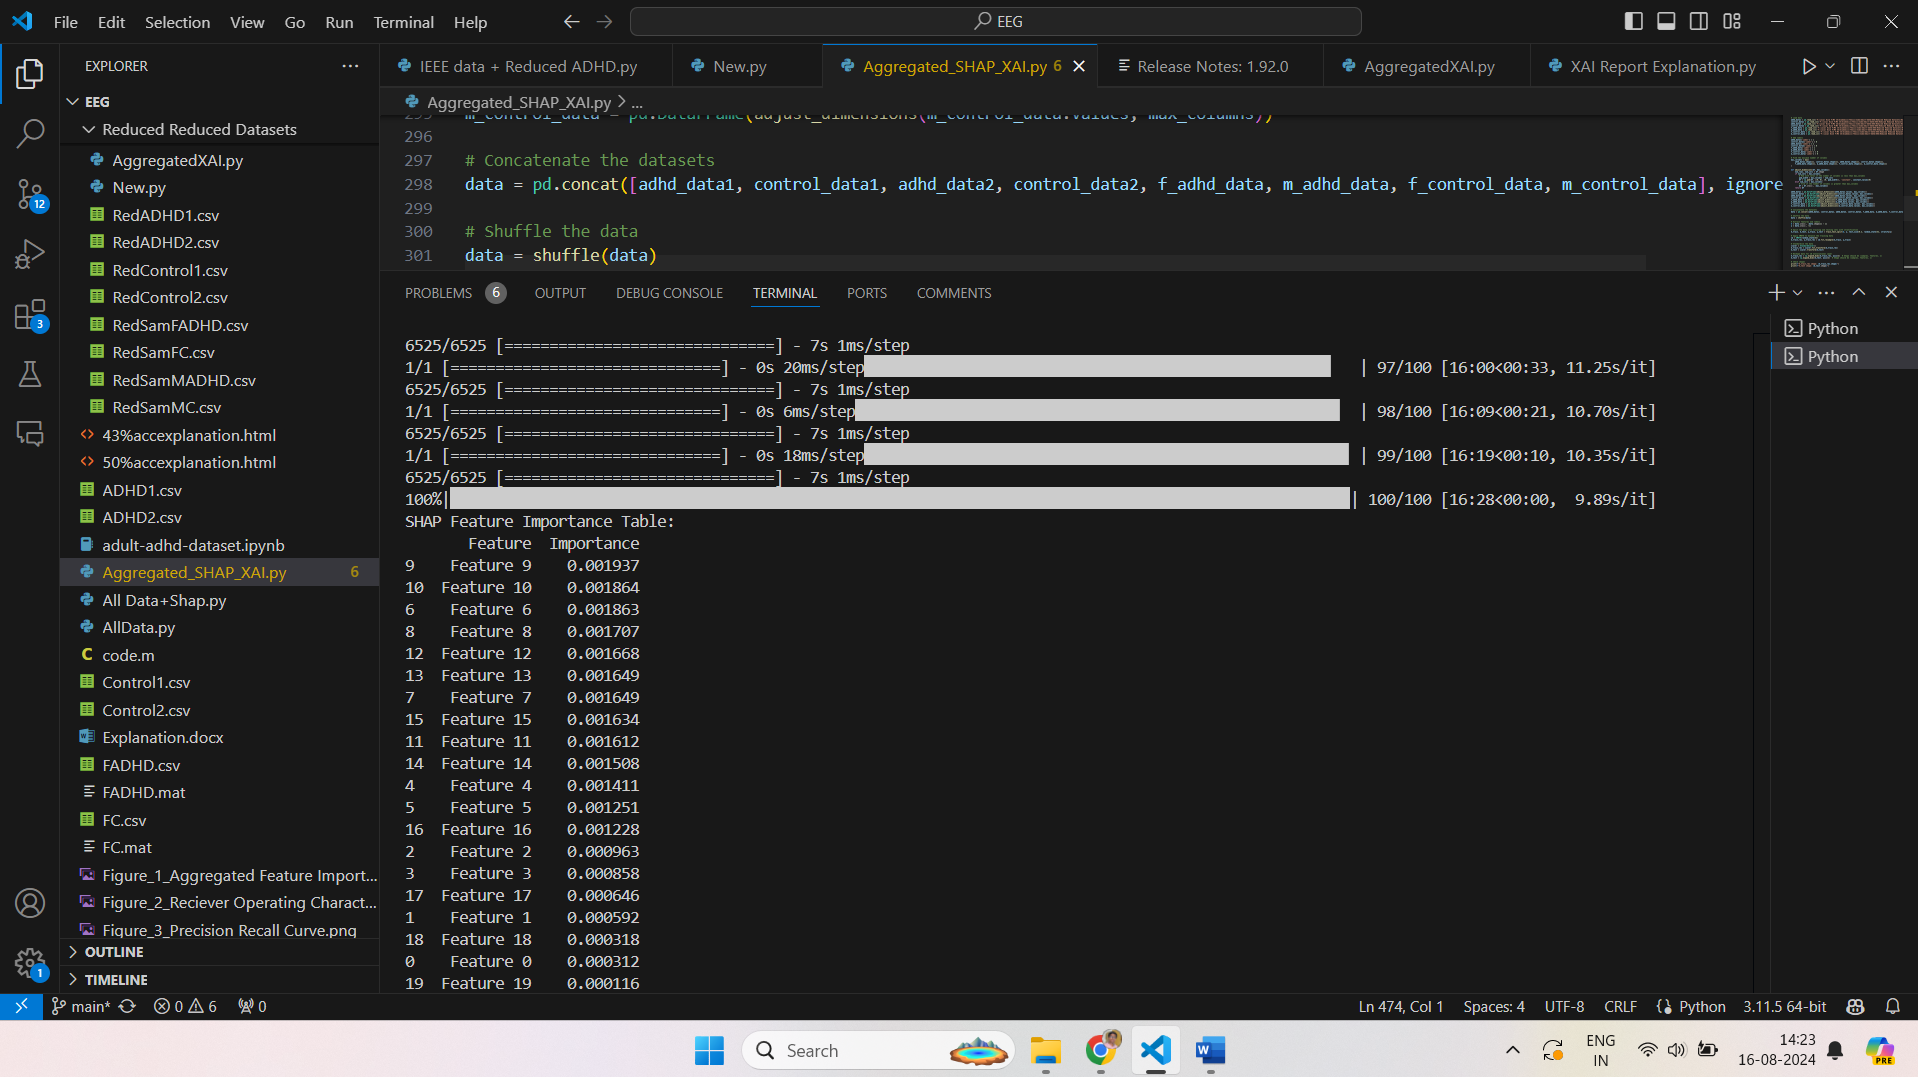 File Edit Selection View Go Run Terminal Help
EEG
EXPLORER
EEG
Reduced Reduced Datasets
AggregatedXAI.py
New.py
RedADHD1.csv
RedADHD2.csv
RedControl1.csv
RedControl2.csv
RedSamFADHD.csv
RedSamFC.csv
RedSamMADHD.csv
RedSamMC.csv
43%accexplanation.html
50%accexplanation.html
ADHD1.csv
ADHD2.csv
adult-adhd-dataset.ipynb
Aggregated_SHAP_XAI.py 6
All Data+Shap.py
AllData.py
code.m
Control1.csv
Control2.csv
Explanation.docx
FADHD.csv
FADHD.mat
FC.csv
FC.mat
Figure_1_Aggregated Feature Import...
Figure_2_Reciever Operating Charact...
Figure_3_Precision Recall Curve.png
OUTLINE
TIMELINE
12
3
1
IEEE data + Reduced ADHD.py New.py Aggregated_SHAP_XAI.py 6 Release Notes: 1.92.0 AggregatedXAI.py XAI Report Explanation.py
Aggregated_SHAP_XAI.py > ...
295 m_control_data = pd.DataFrame(adjust_dimensions(m_control_data.values, max_columns))
296
297 # Concatenate the datasets
298 data = pd.concat([adhd_data1, control_data1, adhd_data2, control_data2, f_adhd_data, m_adhd_data, f_control_data, m_control_data], ignore
299
300 # Shuffle the data
301 data = shuffle(data)
PROBLEMS 6 OUTPUT DEBUG CONSOLE TERMINAL PORTS COMMENTS
Python
Python
6525/6525 [==============================] - 7s 1ms/step
1/1 [==============================] - 0s 20ms/step | 97/100 [16:00<00:33, 11.25s/it]
6525/6525 [==============================] - 7s 1ms/step
1/1 [==============================] - 0s 6ms/step | 98/100 [16:09<00:21, 10.70s/it]
6525/6525 [==============================] - 7s 1ms/step
1/1 [==============================] - 0s 18ms/step | 99/100 [16:19<00:10, 10.35s/it]
6525/6525 [==============================] - 7s 1ms/step
100%| | 100/100 [16:28<00:00, 9.89s/it]
SHAP Feature Importance Table:
Feature Importance
9 Feature 9 0.001937
10 Feature 10 0.001864
6 Feature 6 0.001863
8 Feature 8 0.001707
12 Feature 12 0.001668
13 Feature 13 0.001649
7 Feature 7 0.001649
15 Feature 15 0.001634
11 Feature 11 0.001612
14 Feature 14 0.001508
4 Feature 4 0.001411
5 Feature 5 0.001251
16 Feature 16 0.001228
2 Feature 2 0.000963
3 Feature 3 0.000858
17 Feature 17 0.000646
1 Feature 1 0.000592
18 Feature 18 0.000318
0 Feature 0 0.000312
19 Feature 19 0.000116
main* 0 6 0 Ln 474, Col 1 Spaces: 4 UTF-8 CRLF Python 3.11.5 64-bit
Search
ENG
IN
14:23
16-08-2024
PRE